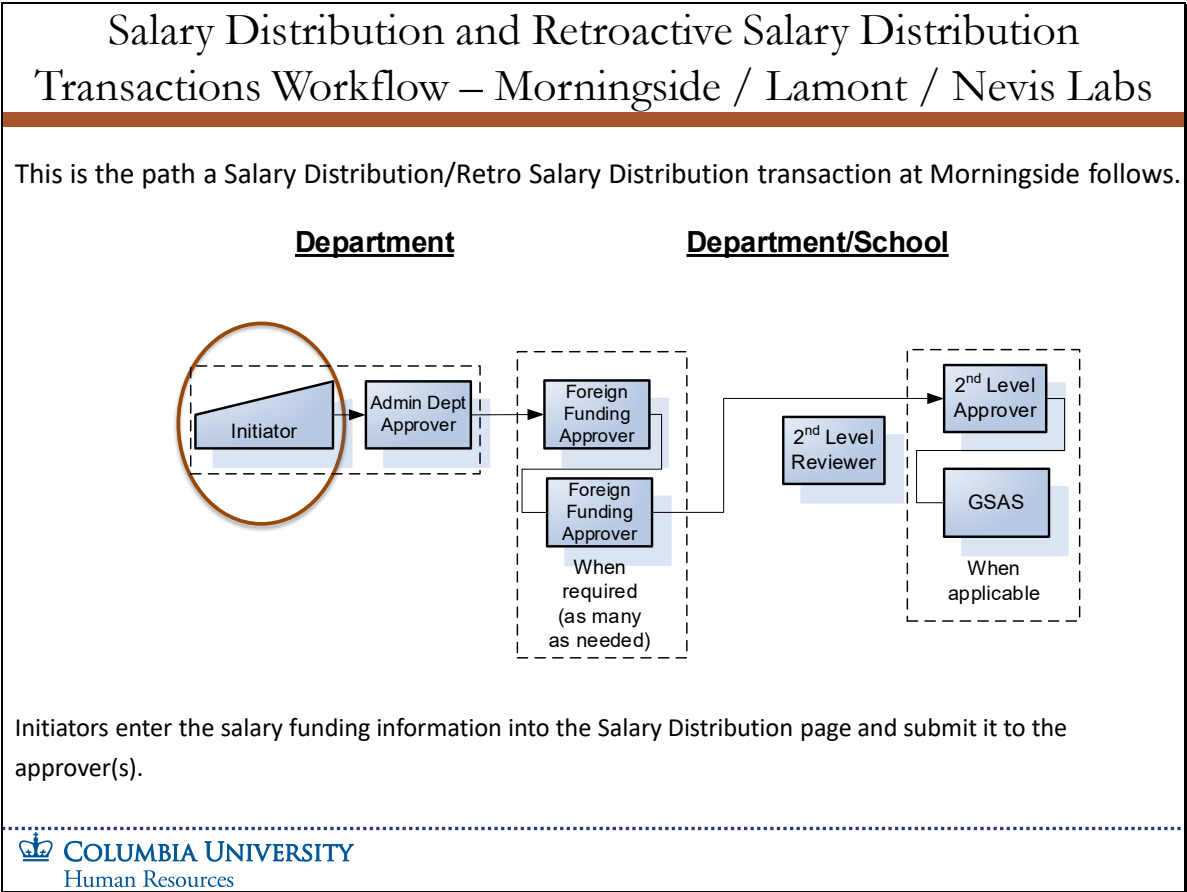 Salary Distribution and Retroactive Salary Distribution
Transactions Workflow – Morningside / Lamont / Nevis Labs
This is the path a Salary Distribution/Retro Salary Distribution transaction at Morningside follows.
Department
Department/School
Initiator
Admin Dept
Approver
Foreign
Funding
Approver
Foreign
Funding
Approver
When
required
(as many
as needed)
2nd Level
Reviewer
2nd Level
Approver
GSAS
When
applicable
Initiators enter the salary funding information into the Salary Distribution page and submit it to the
approver(s).
COLUMBIA UNIVERSITY
Human Resources